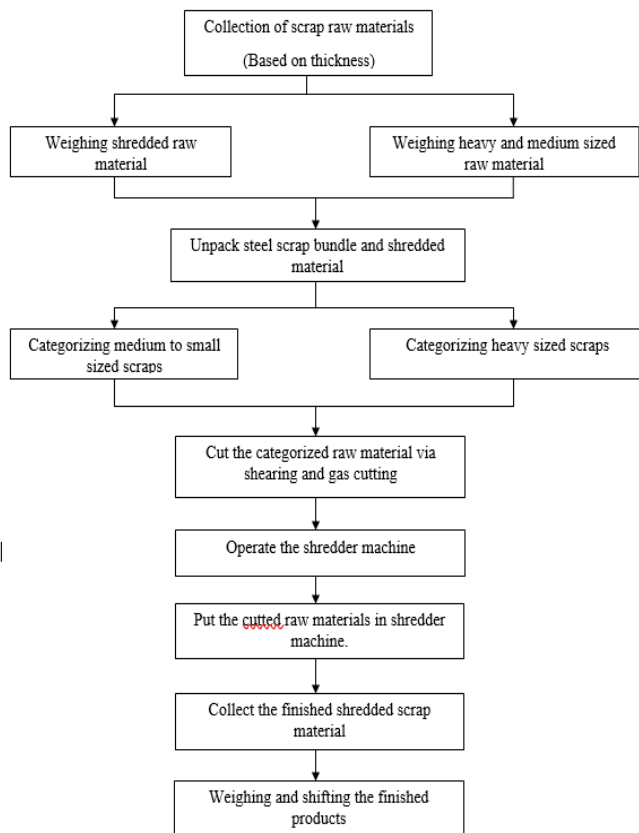 Collection of scrap raw materials
(Based on thickness)
Weighing shredded raw
material
Weighing heavy and medium sized
raw material
Unpack steel scrap bundle and shredded
material
Categorizing medium to small
sized scraps
Categorizing heavy sized scraps
Cut the categorized raw material via
shearing and gas cutting
Operate the shredder machine
Put the cutted raw materials in shredder
machine.
Collect the finished shredded scrap
material
Weighing and shifting the finished
products